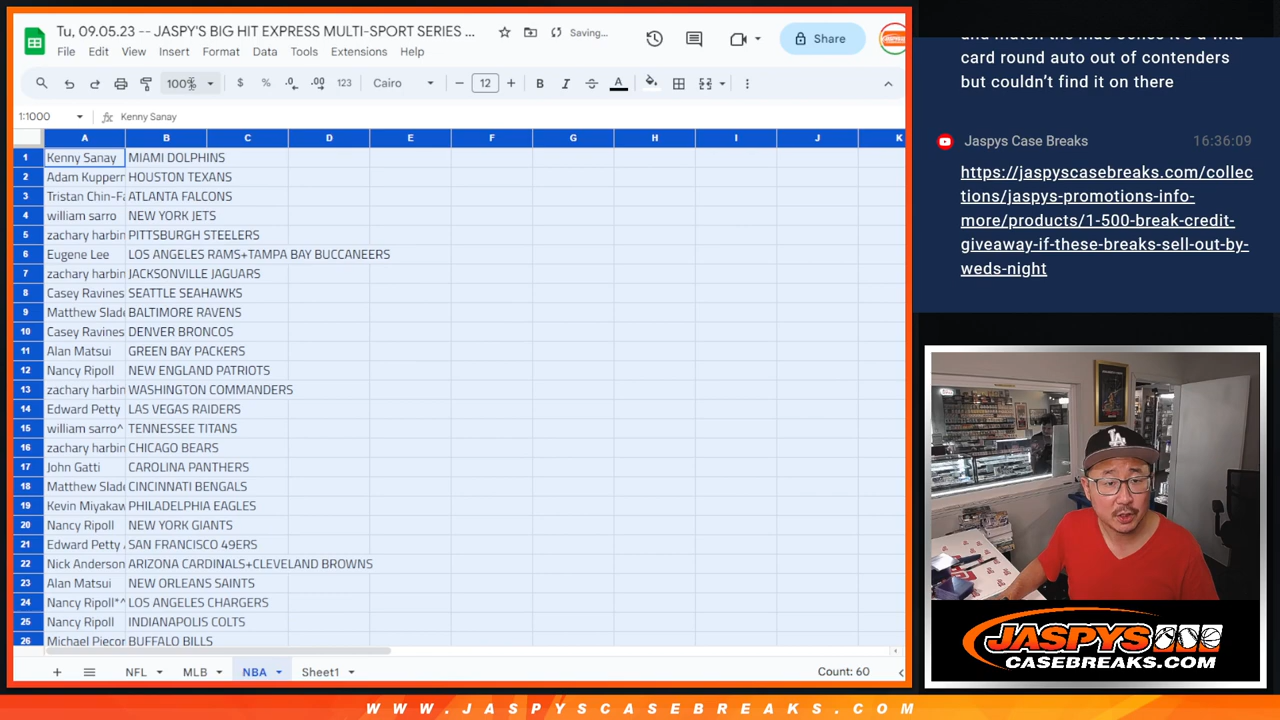 Tu, 09.05.23 -- JASPY'S BIG HIT EXPRESS MULTI-SPORT SERIES ...
Saving...
Share
File Edit View Insert Format Data Tools Extensions Help
100% $ % .0 .00 123 Cairo 12 B I A
1:1000 fx Kenny Sanay
A B C D E F G H I J K
1 Kenny Sanay MIAMI DOLPHINS
2 Adam Kuppern HOUSTON TEXANS
3 Tristan Chin-Fa ATLANTA FALCONS
4 william sarro NEW YORK JETS
5 zachary harbin PITTSBURGH STEELERS
6 Eugene Lee LOS ANGELES RAMS+TAMPA BAY BUCCANEERS
7 zachary harbin JACKSONVILLE JAGUARS
8 Casey Ravines SEATTLE SEAHAWKS
9 Matthew Slade BALTIMORE RAVENS
10 Casey Ravines DENVER BRONCOS
11 Alan Matsui GREEN BAY PACKERS
12 Nancy Ripoll NEW ENGLAND PATRIOTS
13 zachary harbin WASHINGTON COMMANDERS
14 Edward Petty LAS VEGAS RAIDERS
15 william sarro^ TENNESSEE TITANS
16 zachary harbin CHICAGO BEARS
17 John Gatti CAROLINA PANTHERS
18 Matthew Slade CINCINNATI BENGALS
19 Kevin Miyakaw PHILADELPHIA EAGLES
20 Nancy Ripoll NEW YORK GIANTS
21 Edward Petty SAN FRANCISCO 49ERS
22 Nick Anderson ARIZONA CARDINALS+CLEVELAND BROWNS
23 Alan Matsui NEW ORLEANS SAINTS
24 Nancy Ripoll*^ LOS ANGELES CHARGERS
25 Nancy Ripoll INDIANAPOLIS COLTS
26 Michael Piecor BUFFALO BILLS
NFL MLB NBA Sheet1 Count: 60
card round auto out of contenders
but couldn't find it on there
Jaspys Case Breaks 16:36:09
https://jaspyscasebreaks.com/collec
tions/jaspys-promotions-info-
more/products/1-500-break-credit-
giveaway-if-these-breaks-sell-out-by-
weds-night
LA
JASPYS
CASEBREAKS.COM
WWW.JASPYSCASEBREAKS.COM